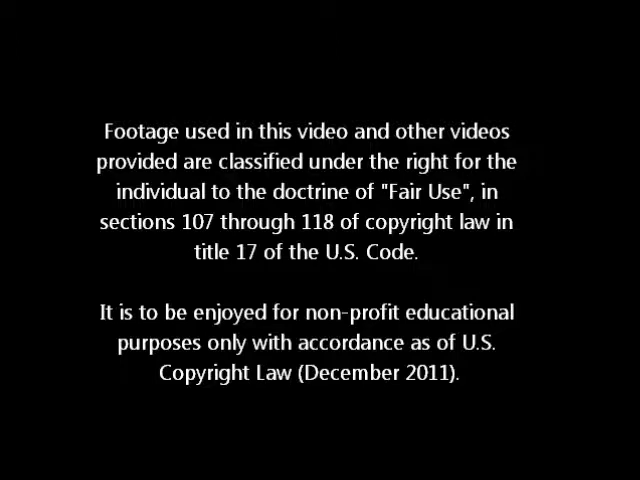 Footage used in this video and other videos
provided are classified under the right for the
individual to the doctrine of "Fair Use", in
sections 107 through 118 of copyright law in
title 17 of the U.S. Code.
It is to be enjoyed for non-profit educational
purposes only with accordance as of U.S.
Copyright Law (December 2011).